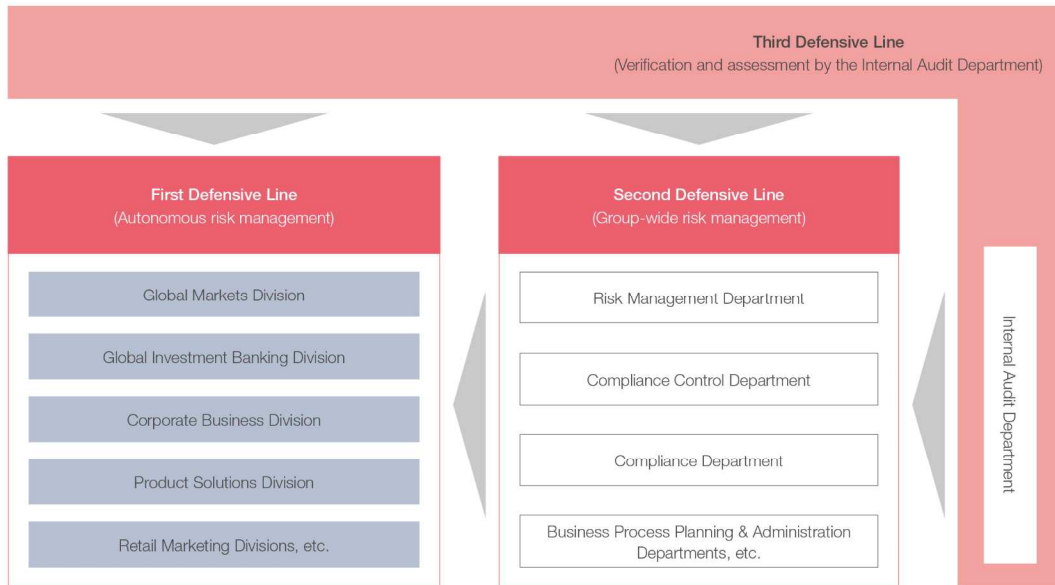 Third Defensive Line
(Verification and assessment by the Internal Audit Department)
First Defensive Line
(Autonomous risk management)
Global Markets Division
Global Investment Banking Division
Corporate Business Division
Product Solutions Division
Retail Marketing Divisions, etc.
Second Defensive Line
(Group-wide risk management)
Risk Management Department
Compliance Control Department
Compliance Department
Business Process Planning & Administration
Departments, etc.
Internal Audit Department